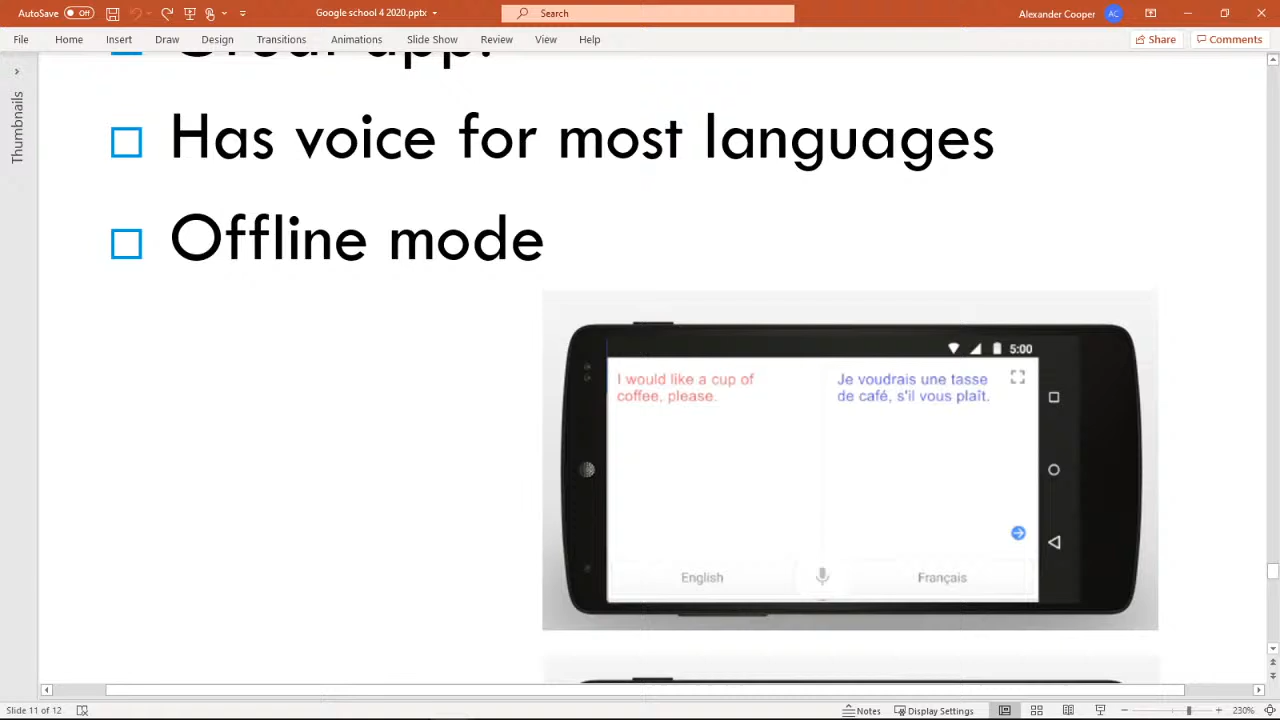 AutoSave Off Google school 4 2020.pptx Search Alexander Cooper AC
File Home Insert Draw Design Transitions Animations Slide Show Review View Help Share Comments
Thumbnails
Great app!
Has voice for most languages
Offline mode
5:00
I would like a cup of
coffee, please.
Je voudrais une tasse
de café, s'il vous plaît.
English Français
Slide 11 of 12 Notes Display Settings 230%